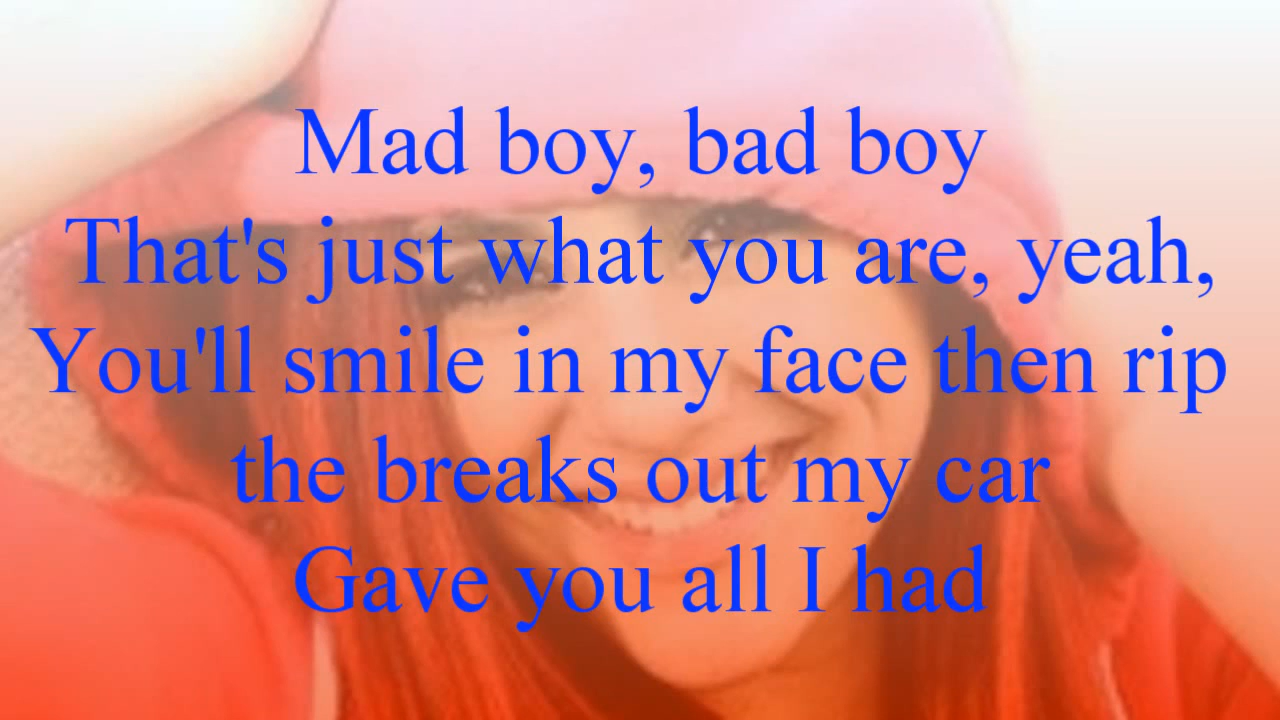 Mad boy, bad boy
That's just what you are, yeah,
You'll smile in my face then rip
the breaks out my car
Gave you all I had